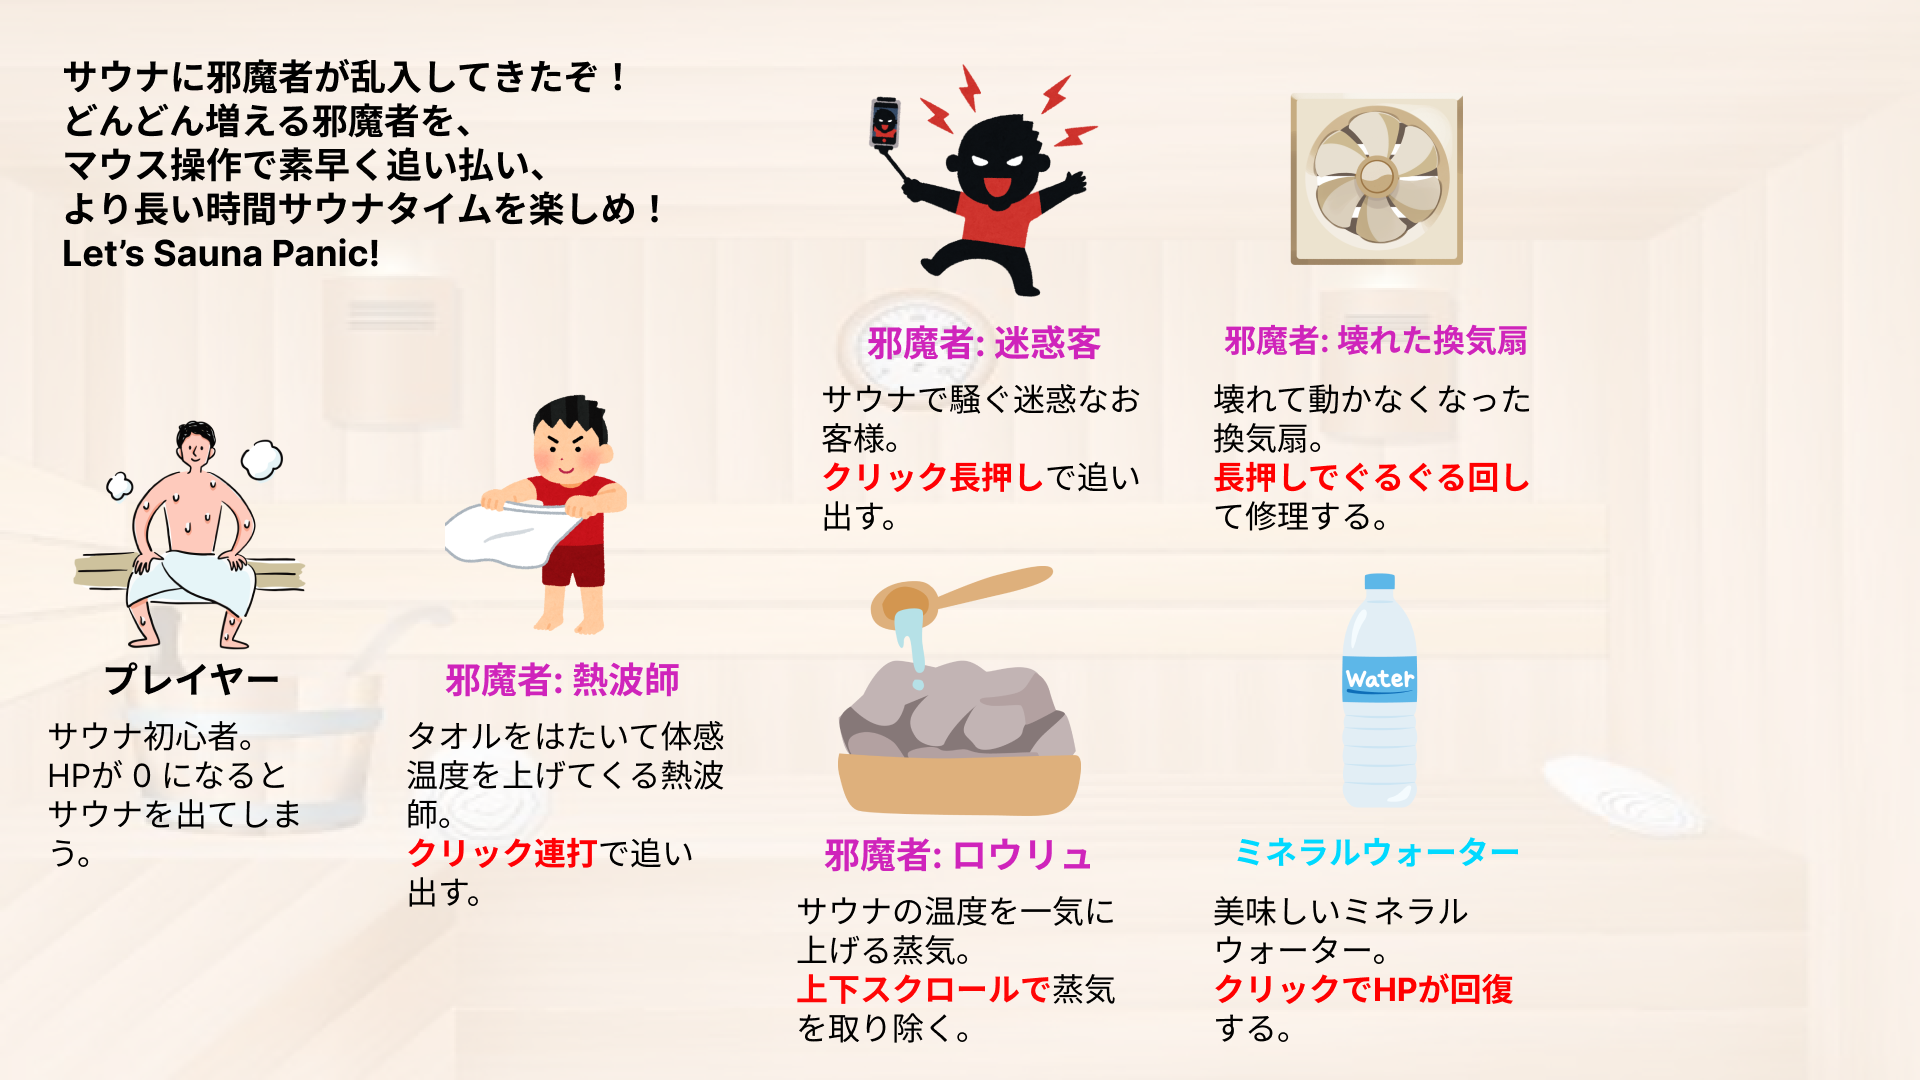 サウナに邪魔者が乱入してきたぞ！
どんどん増える邪魔者を、
マウス操作で素早く追い払い、
より長い時間サウナタイムを楽しめ！
Let’s Sauna Panic!
プレイヤー
サウナ初心者。
HPが０になると
サウナを出てしま
う。
邪魔者: 熱波師
タオルをはたいて体感
温度を上げてくる熱波
師。
クリック連打で追い
出す。
邪魔者: 迷惑客
サウナで騒ぐ迷惑なお
客様。
クリック長押しで追い
出す。
邪魔者: 壊れた換気扇
壊れて動かなくなった
換気扇。
長押しでぐるぐる回し
て修理する。
邪魔者: ロウリュ
サウナの温度を一気に
上げる蒸気。
上下スクロールで蒸気
を取り除く。
Water
ミネラルウォーター
美味しいミネラル
ウォーター。
クリックでHPが回復
する。